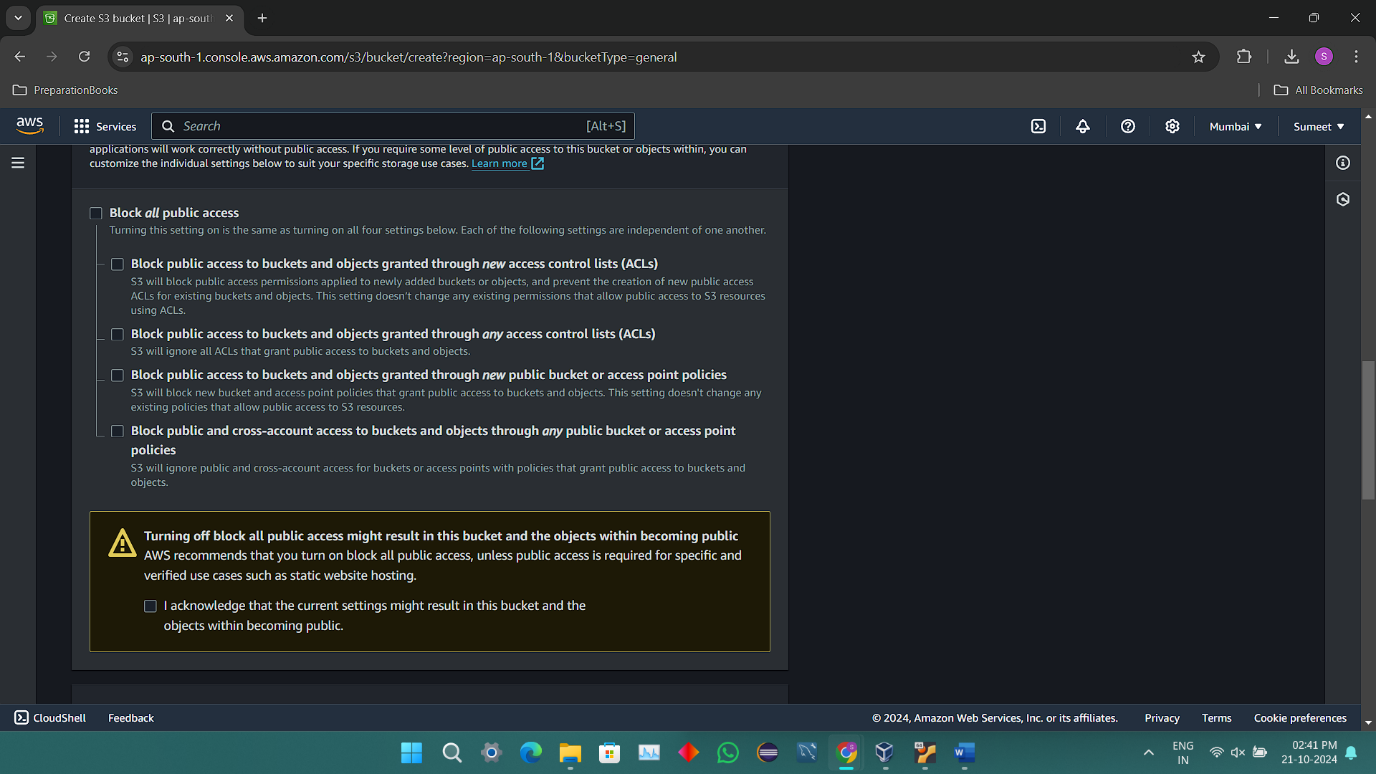 Create S3 bucket | S3 | ap-sout
ap-south-1.console.aws.amazon.com/s3/bucket/create?region=ap-south-1&bucketType=general
S
PreparationBooks
All Bookmarks
aws
Services
Search
[Alt+S]
Mumbai
Sumeet
applications will work correctly without public access. If you require some level of public access to this bucket or objects within, you can
customize the individual settings below to suit your specific storage use cases. Learn more
Block all public access
Turning this setting on is the same as turning on all four settings below. Each of the following settings are independent of one another.
Block public access to buckets and objects granted through new access control lists (ACLs)
S3 will block public access permissions applied to newly added buckets or objects, and prevent the creation of new public access
ACLs for existing buckets and objects. This setting doesn't change any existing permissions that allow public access to S3 resources
using ACLs.
Block public access to buckets and objects granted through any access control lists (ACLs)
S3 will ignore all ACLs that grant public access to buckets and objects.
Block public access to buckets and objects granted through new public bucket or access point policies
S3 will block new bucket and access point policies that grant public access to buckets and objects. This setting doesn't change any
existing policies that allow public access to S3 resources.
Block public and cross-account access to buckets and objects through any public bucket or access point
policies
S3 will ignore public and cross-account access for buckets or access points with policies that grant public access to buckets and
objects.
Turning off block all public access might result in this bucket and the objects within becoming public
AWS recommends that you turn on block all public access, unless public access is required for specific and
verified use cases such as static website hosting.
I acknowledge that the current settings might result in this bucket and the
objects within becoming public.
CloudShell
Feedback
© 2024, Amazon Web Services, Inc. or its affiliates.
Privacy
Terms
Cookie preferences
ENG
IN
02:41 PM
21-10-2024